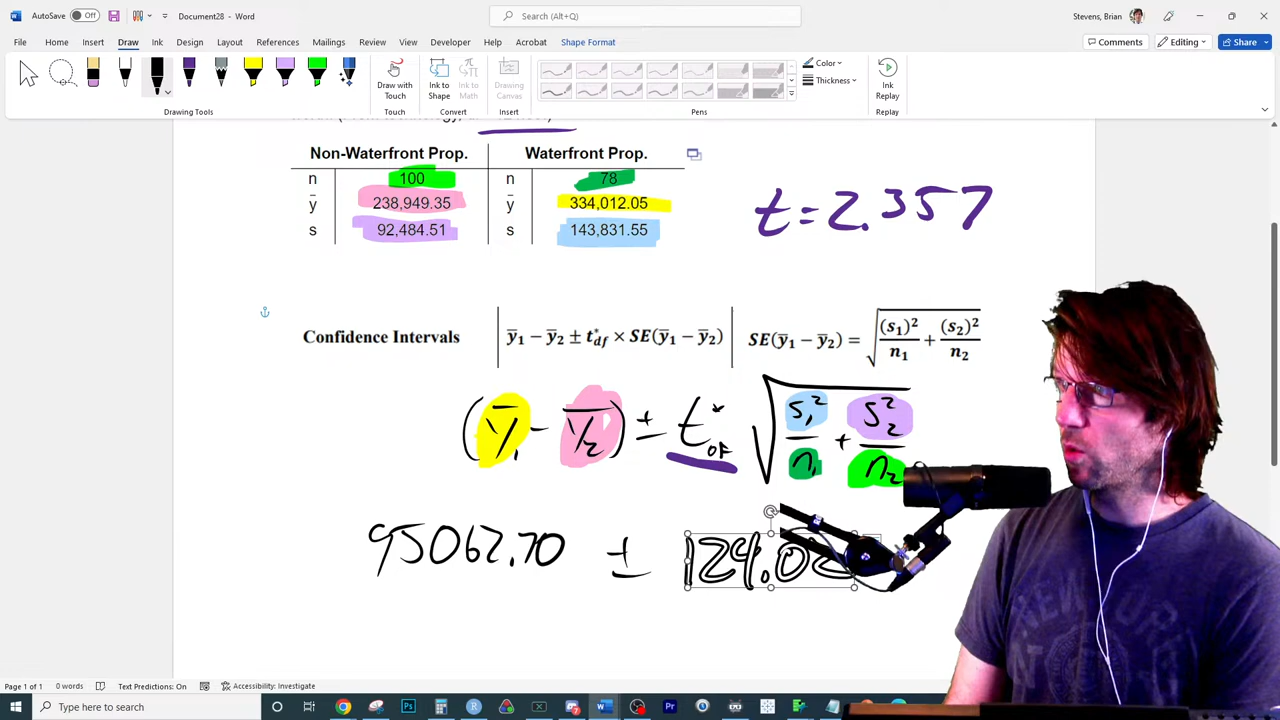 AutoSave Off Document28 - Word Search (Alt+Q) Stevens, Brian
File Home Insert Draw Ink Design Layout References Mailings Review View Developer Help Acrobat Shape Format Comments Editing Share
Draw with Touch Ink to Shape Ink to Math Drawing Canvas Color Thickness Ink Replay
Drawing Tools Touch Convert Insert Pens Replay
Non-Waterfront Prop. Waterfront Prop.
n 100 n 78
ȳ 238,949.35 ȳ 334,012.05
s 92,484.51 s 143,831.55
t = 2.357
Confidence Intervals ȳ₁ − ȳ₂ ± t*df × SE(ȳ₁ − ȳ₂) SE(ȳ₁ − ȳ₂) = √((s₁)²/n₁ + (s₂)²/n₂)
(ȳ₁ − ȳ₂) ± t*DF √(s₁²/n₁ + s₂²/n₂)
95062.70 ± 124.02
Page 1 of 1 0 words Text Predictions: On Accessibility: Investigate
Type here to search